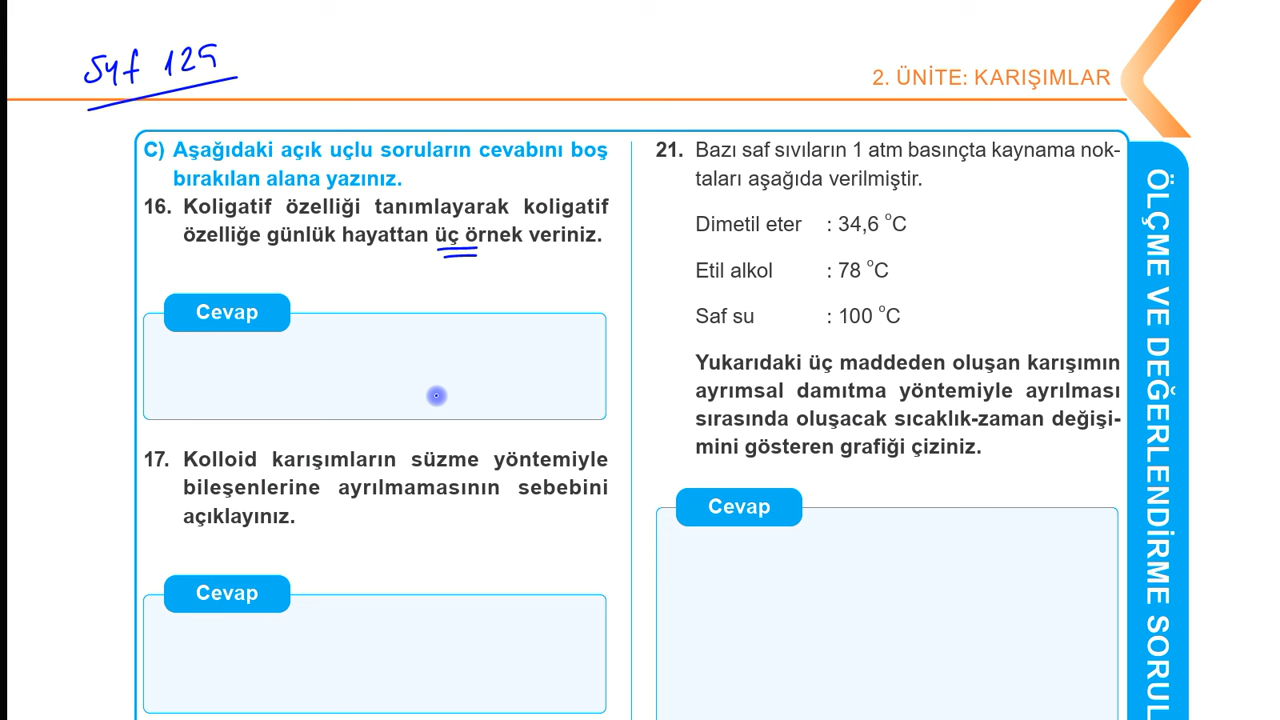 Syf 129
2. ÜNİTE: KARIŞIMLAR
C) Aşağıdaki açık uçlu soruların cevabını boş
bırakılan alana yazınız.
16. Koligatif özelliği tanımlayarak koligatif
özelliğe günlük hayattan üç örnek veriniz.
Cevap
17. Kolloid karışımların süzme yöntemiyle
bileşenlerine ayrılmamasının sebebini
açıklayınız.
Cevap
21. Bazı saf sıvıların 1 atm basınçta kaynama nok-
taları aşağıda verilmiştir.
Dimetil eter : 34,6 °C
Etil alkol : 78 °C
Saf su : 100 °C
Yukarıdaki üç maddeden oluşan karışımın
ayrımsal damıtma yöntemiyle ayrılması
sırasında oluşacak sıcaklık-zaman değişi-
mini gösteren grafiği çiziniz.
Cevap
ÖLÇME VE DEĞERLENDİRME SORUL